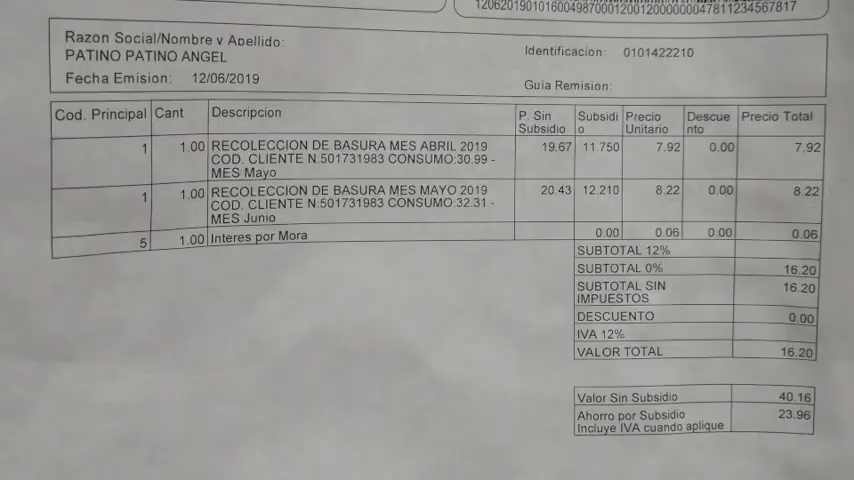 1206201901016004987000120012000000047811234567817
Razon Social/Nombre y Apellido:
PATINO PATINO ANGEL
Identificacion: 0101422210
Fecha Emision: 12/06/2019
Guia Remision:
Cod. Principal Cant Descripcion P. Sin Subsidio Subsidi o Precio Unitario Descue nto Precio Total
1 1.00 RECOLECCION DE BASURA MES ABRIL 2019 19.67 11.750 7.92 0.00 7.92
COD. CLIENTE N:501731983 CONSUMO:30.99 -
MES Mayo
1 1.00 RECOLECCION DE BASURA MES MAYO 2019 20.43 12.210 8.22 0.00 8.22
COD. CLIENTE N:501731983 CONSUMO:32.31 -
MES Junio
5 1.00 Interes por Mora 0.00 0.06 0.00 0.06
SUBTOTAL 12%
SUBTOTAL 0% 16.20
SUBTOTAL SIN IMPUESTOS 16.20
DESCUENTO 0.00
IVA 12%
VALOR TOTAL 16.20
Valor Sin Subsidio 40.16
Ahorro por Subsidio 23.96
Incluye IVA cuando aplique